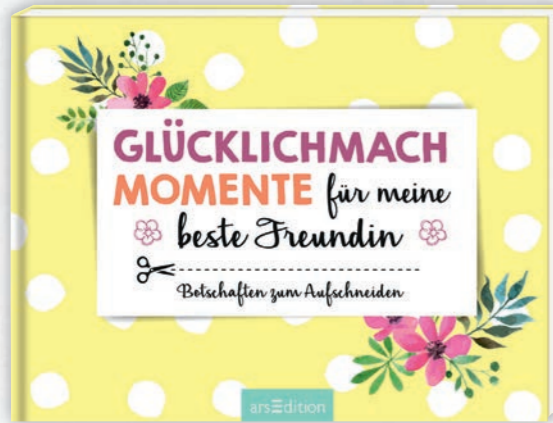 GLÜCKLICHMACH
MOMENTE für meine
beste Freundin
Botschaften zum Aufschneiden
arsEdition